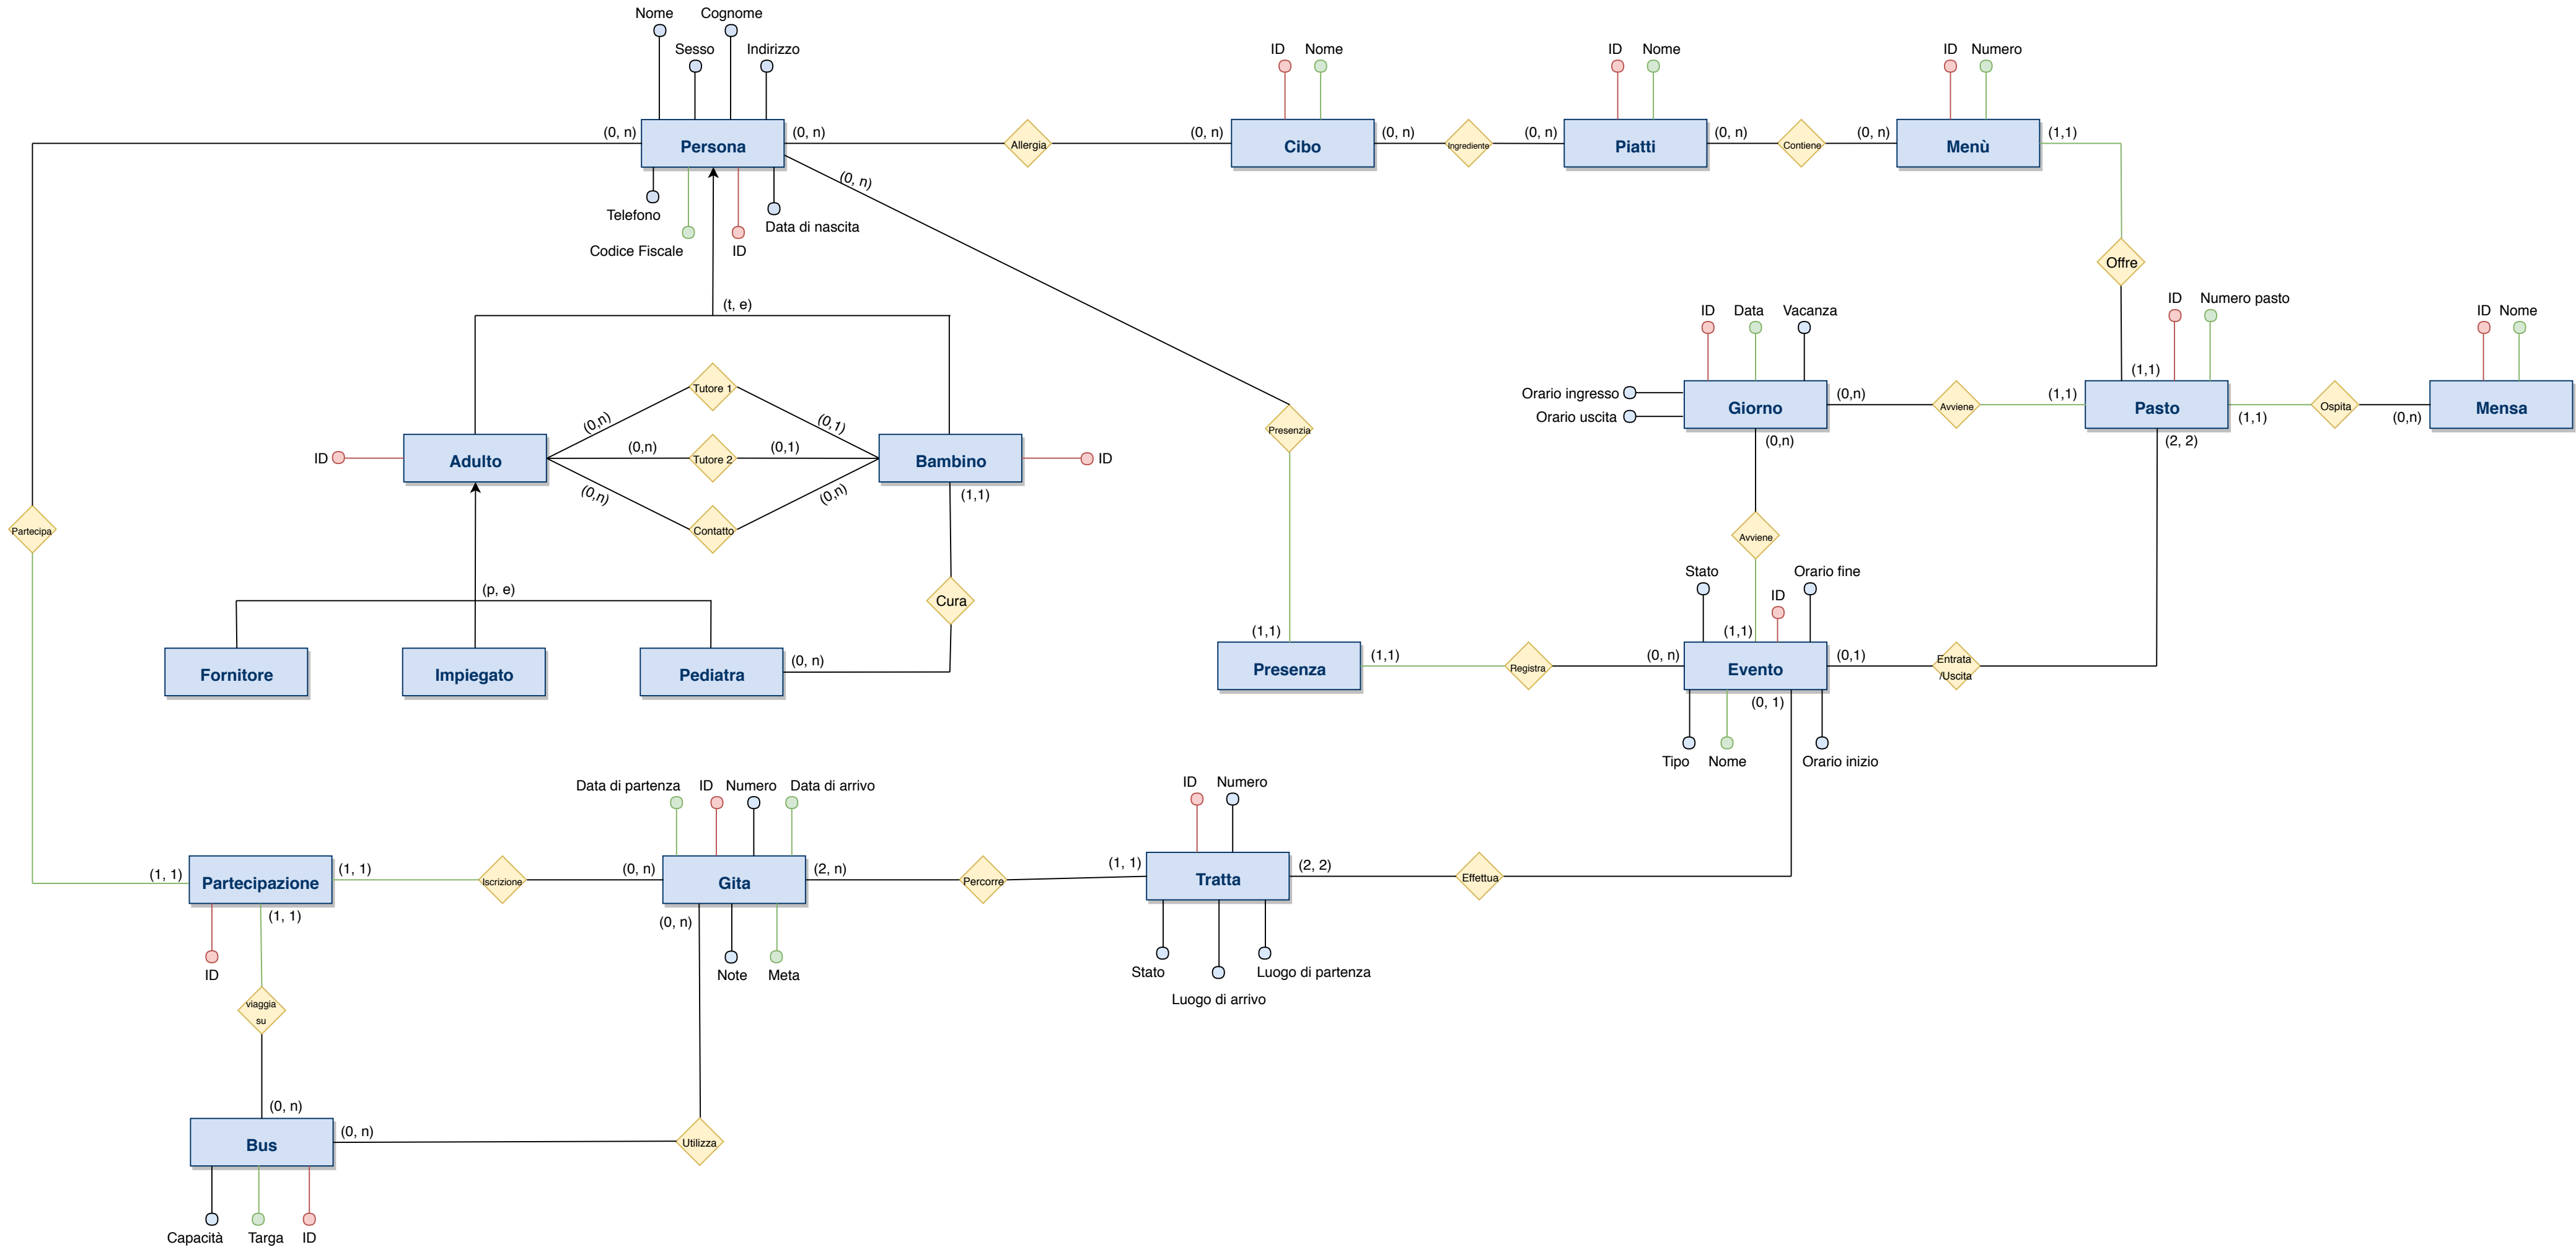 Nome
Cognome
Sesso
Indirizzo
ID
Nome
ID
Nome
ID
Numero
(0, n)
Persona
(0, n)
Allergia
(0, n)
Cibo
(0, n)
Ingrediente
(0, n)
Piatti
(0, n)
Contiene
(0, n)
Menù
(1,1)
(0, n)
Telefono
Data di nascita
Codice Fiscale
ID
Offre
(t, e)
ID
Numero pasto
ID
Data
Vacanza
ID
Nome
(1,1)
Orario ingresso
Orario uscita
Giorno
(0,n)
Avviene
(1,1)
Pasto
(1,1)
Ospita
(0,n)
Mensa
(0,n)
(2, 2)
Tutore 1
(0,n)
(0,1)
Presenzia
ID
Adulto
(0,n)
Tutore 2
(0,1)
Bambino
ID
(0,n)
(0,n)
(1,1)
Contatto
Partecipa
Avviene
Stato
Orario fine
ID
(p, e)
Cura
(1,1)
(1,1)
Fornitore
Impiegato
Pediatra
(0, n)
Presenza
(1,1)
Registra
(0, n)
Evento
(0,1)
Entrata
/Uscita
(0, 1)
Tipo
Nome
Orario inizio
Data di partenza
ID
Numero
Data di arrivo
ID
Numero
(1, 1)
Partecipazione
(1, 1)
Iscrizione
(0, n)
Gita
(2, n)
Percorre
(1, 1)
Tratta
(2, 2)
Effettua
(1, 1)
(0, n)
ID
Note
Meta
Stato
Luogo di partenza
Luogo di arrivo
viaggia
su
(0, n)
Bus
(0, n)
Utilizza
Capacità
Targa
ID